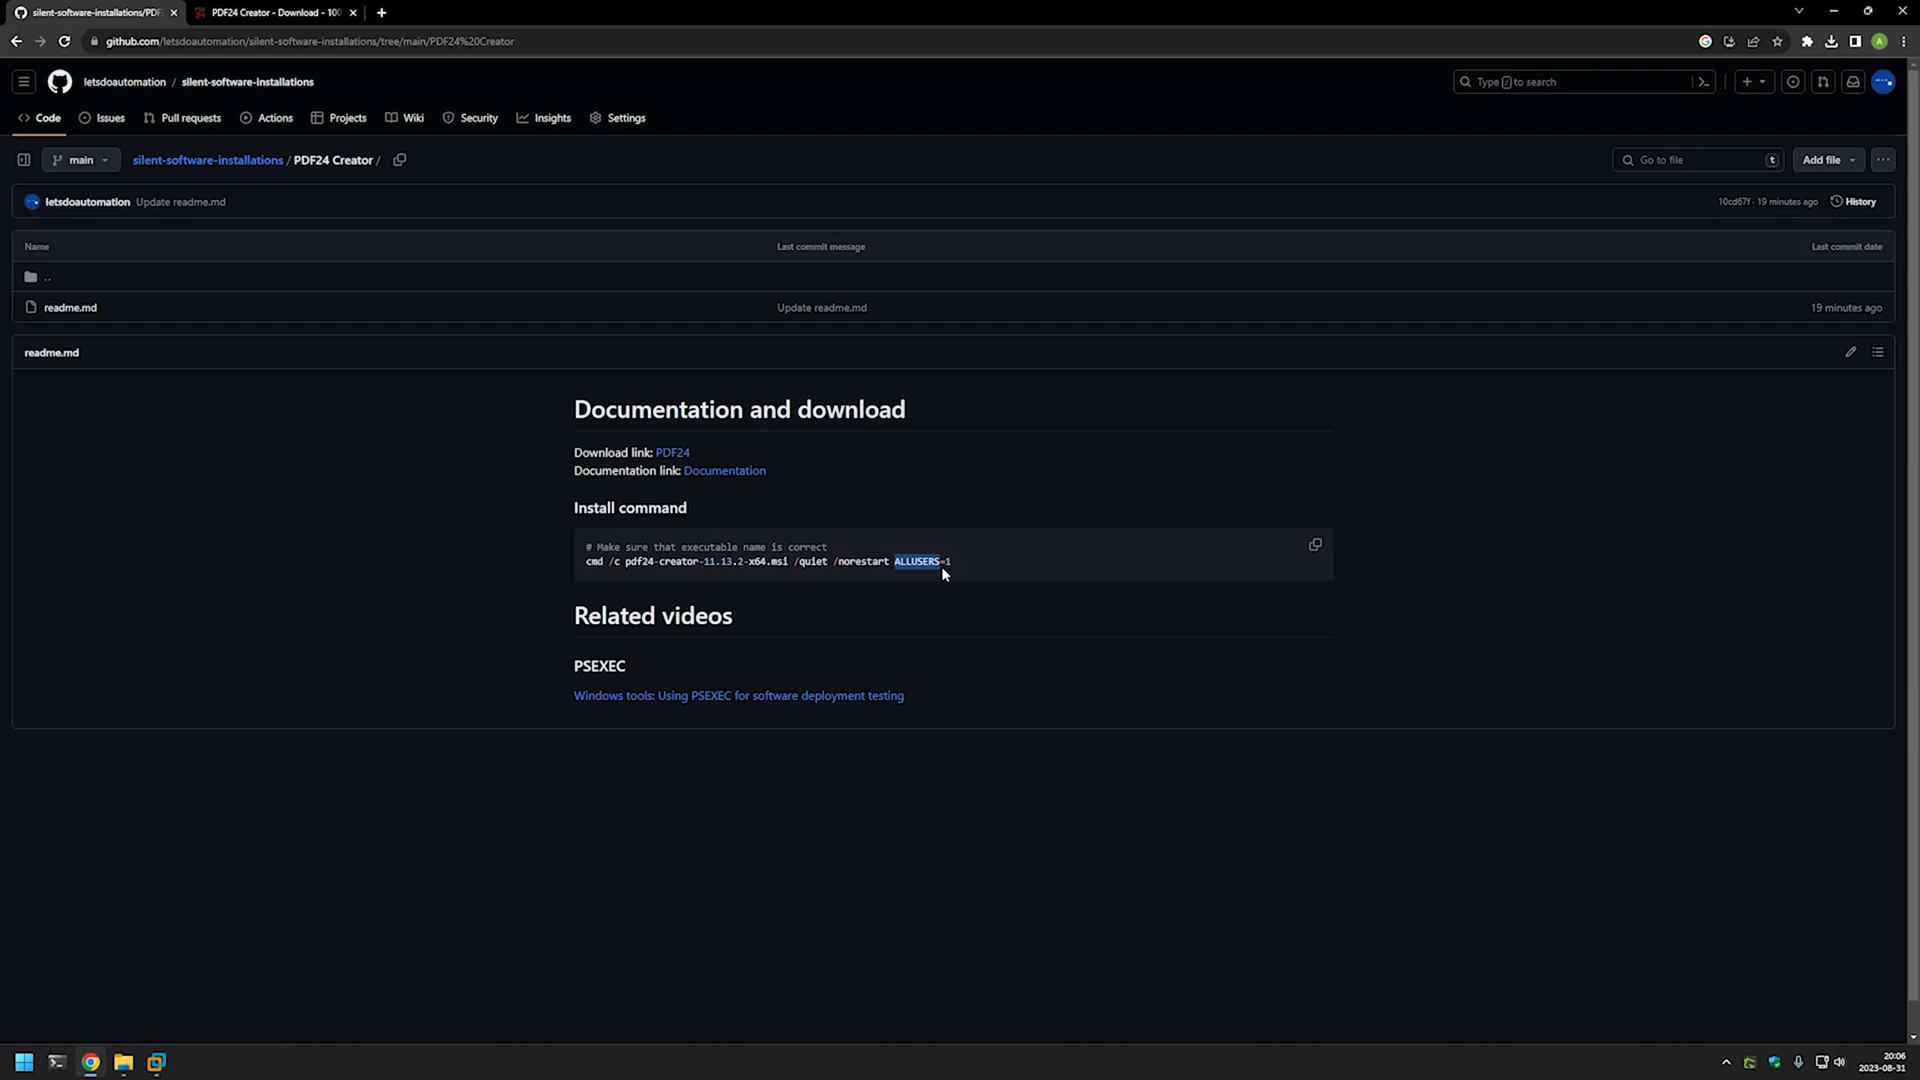 silent-software-installations/PDF
PDF24 Creator - Download - 100
github.com/letsdoautomation/silent-software-installations/tree/main/PDF24%20Creator
letsdoautomation / silent-software-installations
Type / to search
Code
Issues
Pull requests
Actions
Projects
Wiki
Security
Insights
Settings
main
silent-software-installations / PDF24 Creator /
Go to file
t
Add file
letsdoautomation Update readme.md
10cd67f · 19 minutes ago
History
Name
Last commit message
Last commit date
..
readme.md
Update readme.md
19 minutes ago
readme.md
Documentation and download
Download link: PDF24
Documentation link: Documentation
Install command
# Make sure that executable name is correct
cmd /c pdf24-creator-11.13.2-x64.msi /quiet /norestart ALLUSERS=1
Related videos
PSEXEC
Windows tools: Using PSEXEC for software deployment testing
A
20:06
2023-08-31